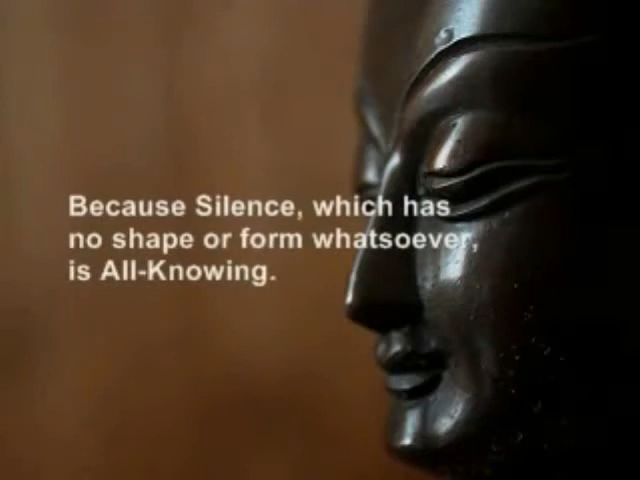 Because Silence, which has
no shape or form whatsoever,
is All-Knowing.